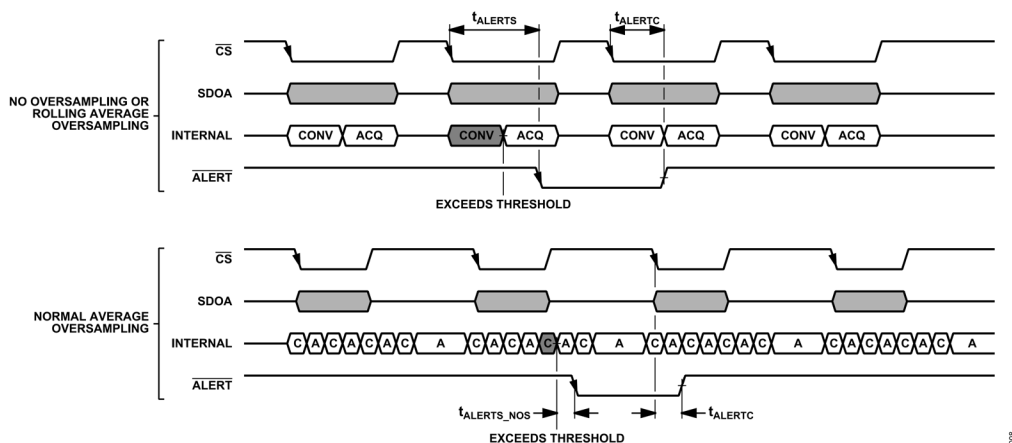 tALERTS
tALERTC
CS
SDOA
NO OVERSAMPLING OR
ROLLING AVERAGE
OVERSAMPLING
INTERNAL CONV ACQ CONV ACQ CONV ACQ CONV ACQ
ALERT
EXCEEDS THRESHOLD
CS
SDOA
NORMAL AVERAGE
OVERSAMPLING
INTERNAL C A C A C A C A C A C A C A C A C A C A C A C A C A C A C A C A
ALERT
tALERTS_NOS
tALERTC
EXCEEDS THRESHOLD